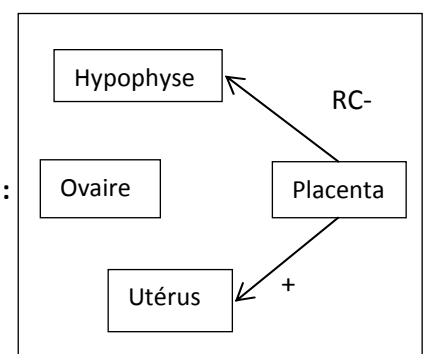 Hypophyse
RC-
:
Ovaire
Placenta
Utérus
+